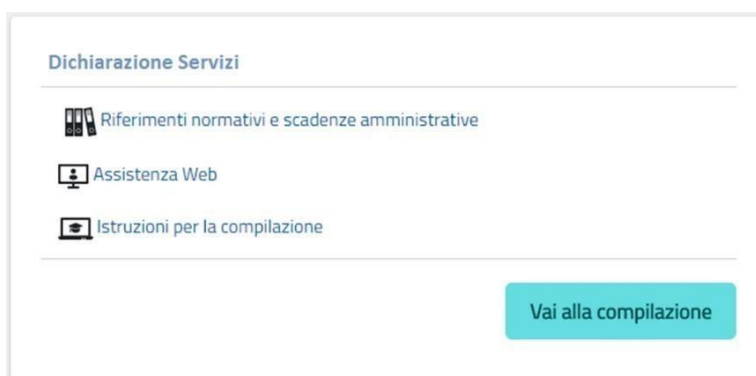 Dichiarazione Servizi
Riferimenti normativi e scadenze amministrative
Assistenza Web
Istruzioni per la compilazione
Vai alla compilazione